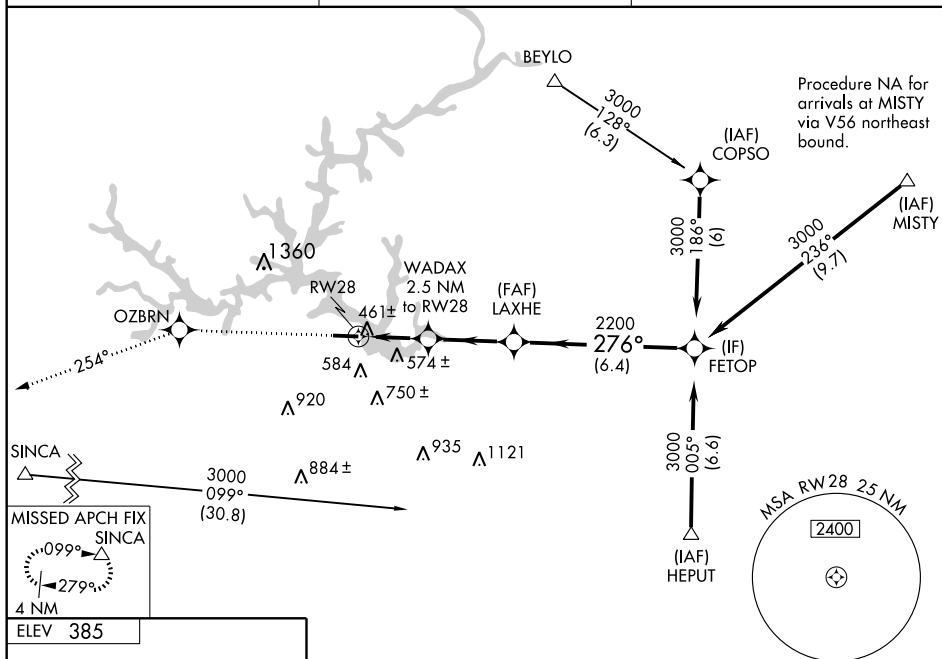 BEYLO
3000
128°
(6.3)
Procedure NA for
arrivals at MISTY
via V56 northeast
bound.
(IAF)
COPSO
(IAF)
MISTY
3000
186°
(6)
3000
236°
(9.7)
1360
RW28
WADAX
2.5 NM
to RW28
461±
(FAF)
LAXHE
OZBRN
2200
276°
(6.4)
(IF)
FETOP
254°
584
574±
920
750±
3000
005°
(6.6)
935
1121
SINCA
884±
3000
099°
(30.8)
MISSED APCH FIX
SINCA
099°
279°
4 NM
(IAF)
HEPUT
MSA RW28 25 NM
2400
ELEV 385